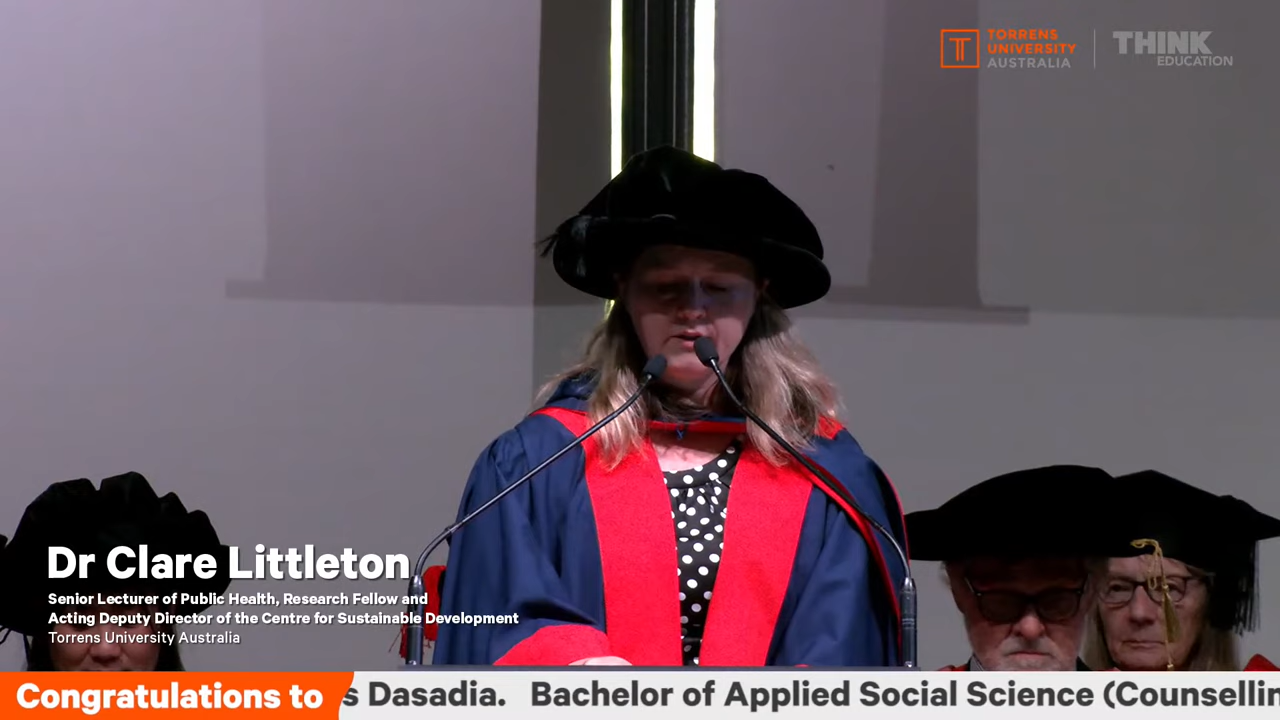 TORRENS
UNIVERSITY
AUSTRALIA
THINK
EDUCATION
Dr Clare Littleton
Senior Lecturer of Public Health, Research Fellow and
Acting Deputy Director of the Centre for Sustainable Development
Torrens University Australia
Congratulations to s Dasadia. Bachelor of Applied Social Science (Counsellin